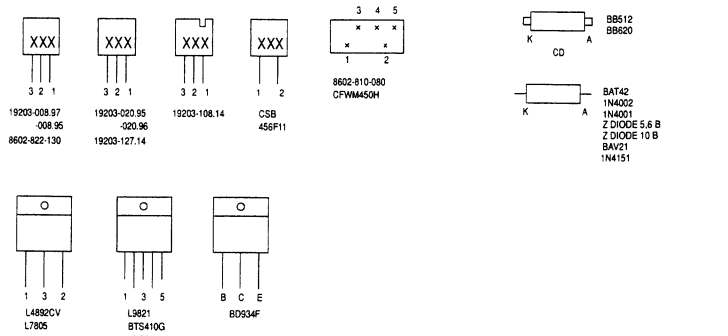 XXX
3 2 1
19203-008.97
-008.95
8602-822-130
XXX
3 2 1
19203-020.95
-020.96
19203-127.14
XXX
3 2 1
19203-108.14
XXX
1 2
CSB
456F11
3 4 5
x x x
x x
1 2
8602-810-080
CFWM450H
K A
CD
BB512
BB620
K A
BAT42
1N4002
1N4001
Z DIODE 5,6 B
Z DIODE 10 B
BAV21
1N4151
1 3 2
L4892CV
L7805
1 3 5
L9821
BTS410G
B C E
BD934F